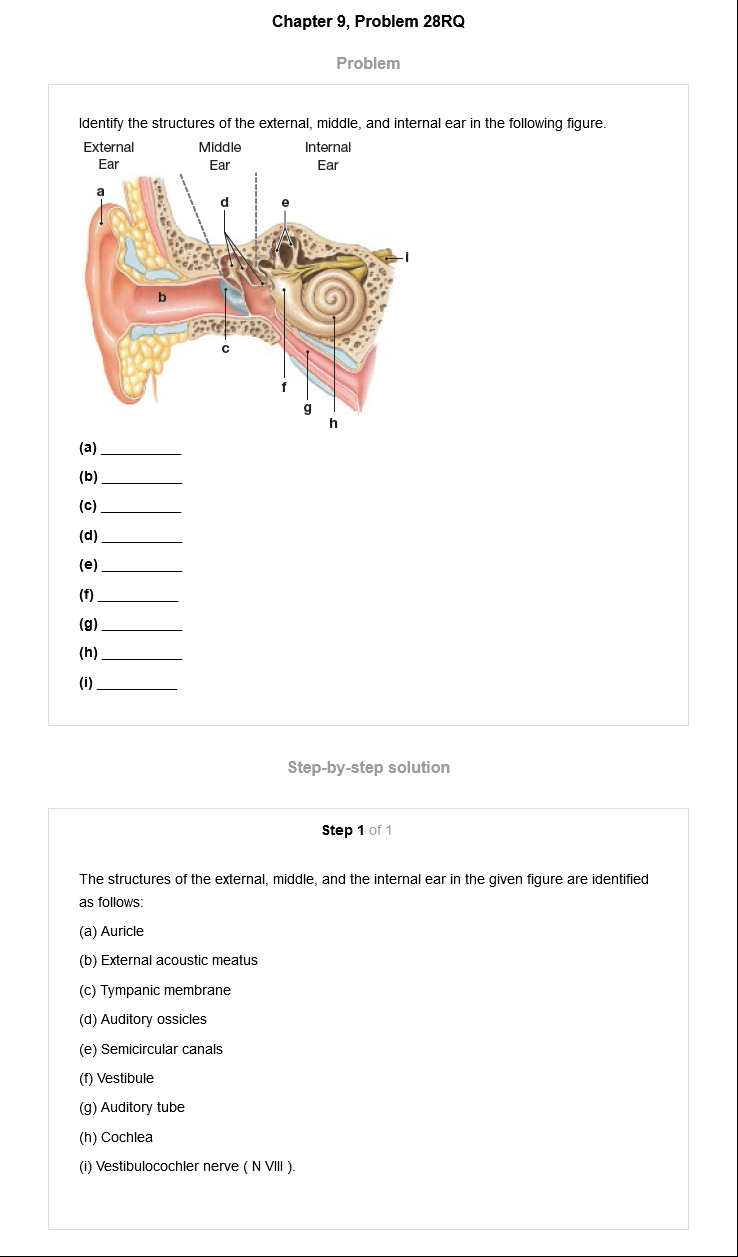 Chapter 9, Problem 28RQ
Problem
Identify the structures of the external, middle, and internal ear in the following figure.
External Ear
Middle Ear
Internal Ear
a
d
e
i
b
c
f
g
h
(a) __________
(b) __________
(c) __________
(d) __________
(e) __________
(f) __________
(g) __________
(h) __________
(i) __________
Step-by-step solution
Step 1 of 1
The structures of the external, middle, and the internal ear in the given figure are identified
as follows:
(a) Auricle
(b) External acoustic meatus
(c) Tympanic membrane
(d) Auditory ossicles
(e) Semicircular canals
(f) Vestibule
(g) Auditory tube
(h) Cochlea
(i) Vestibulocochler nerve ( N VIII ).